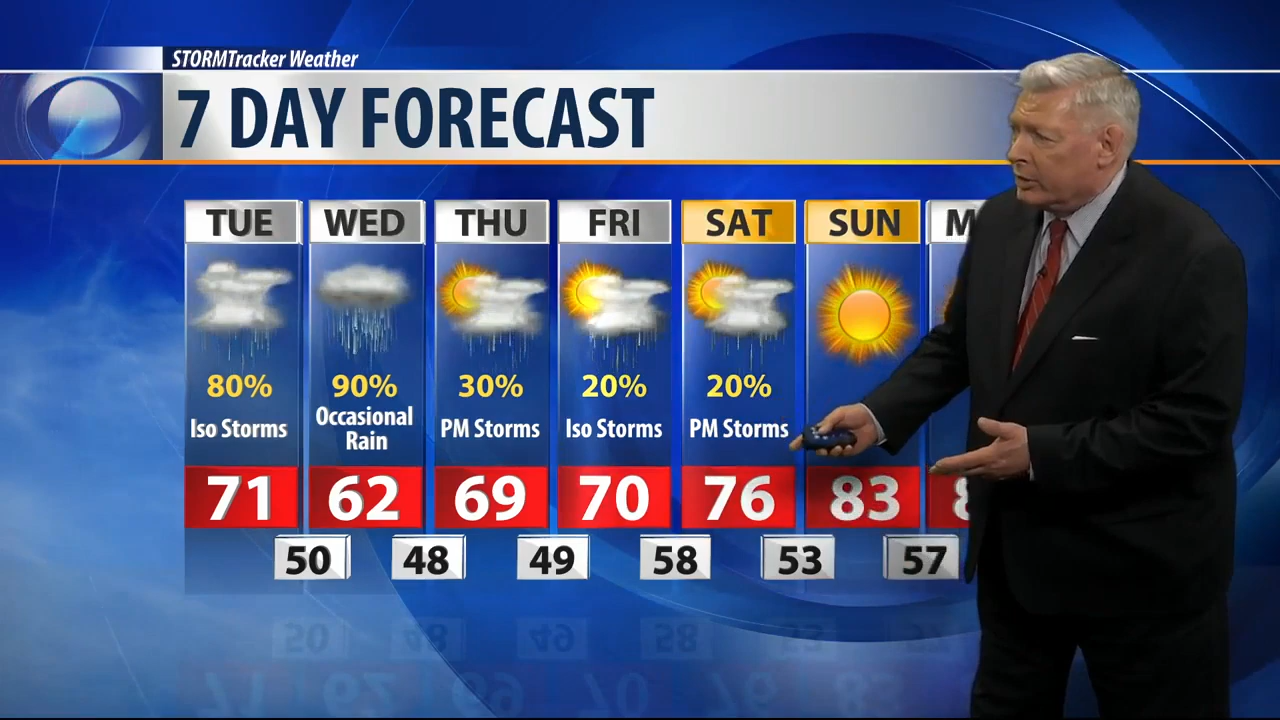 STORMTracker Weather
7 DAY FORECAST
TUE WED THU FRI SAT SUN M
80% 90% 30% 20% 20%
Iso Storms Occasional Rain PM Storms Iso Storms PM Storms
71 62 69 70 76 83 8
50 48 49 58 53 57